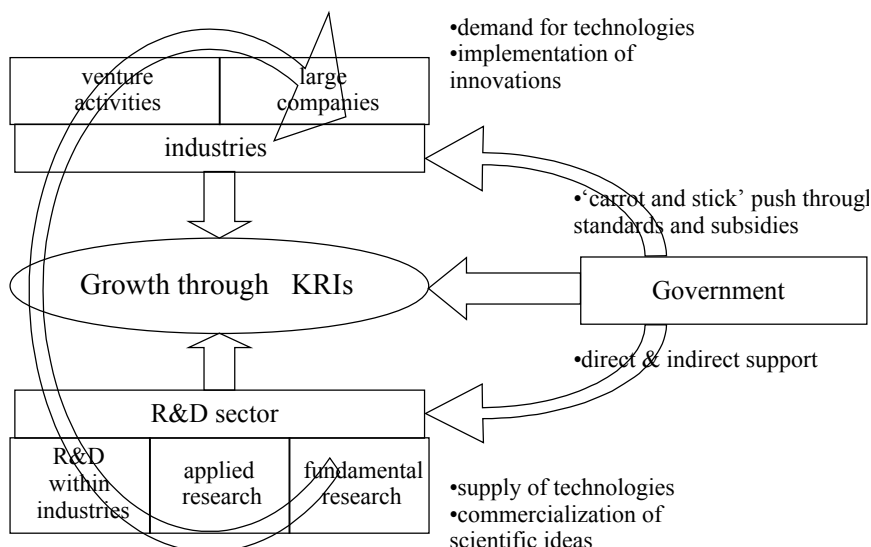 •demand for technologies
•implementation of
innovations
venture
activities
large
companies
industries
•‘carrot and stick’ push through
standards and subsidies
Growth through KRIs
Government
•direct & indirect support
R&D sector
R&D
within
industries
applied
research
fundamental
research
•supply of technologies
•commercialization of
scientific ideas